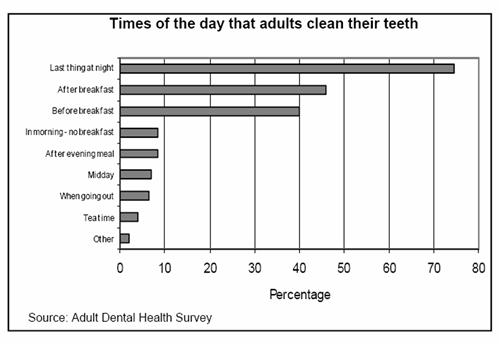 Times of the day that adults clean their teeth
Last thing at night
After breakfast
Before breakfast
In morning - no breakfast
After evening meal
Midday
When going out
Tea time
Other
0 10 20 30 40 50 60 70 80
Percentage
Source: Adult Dental Health Survey